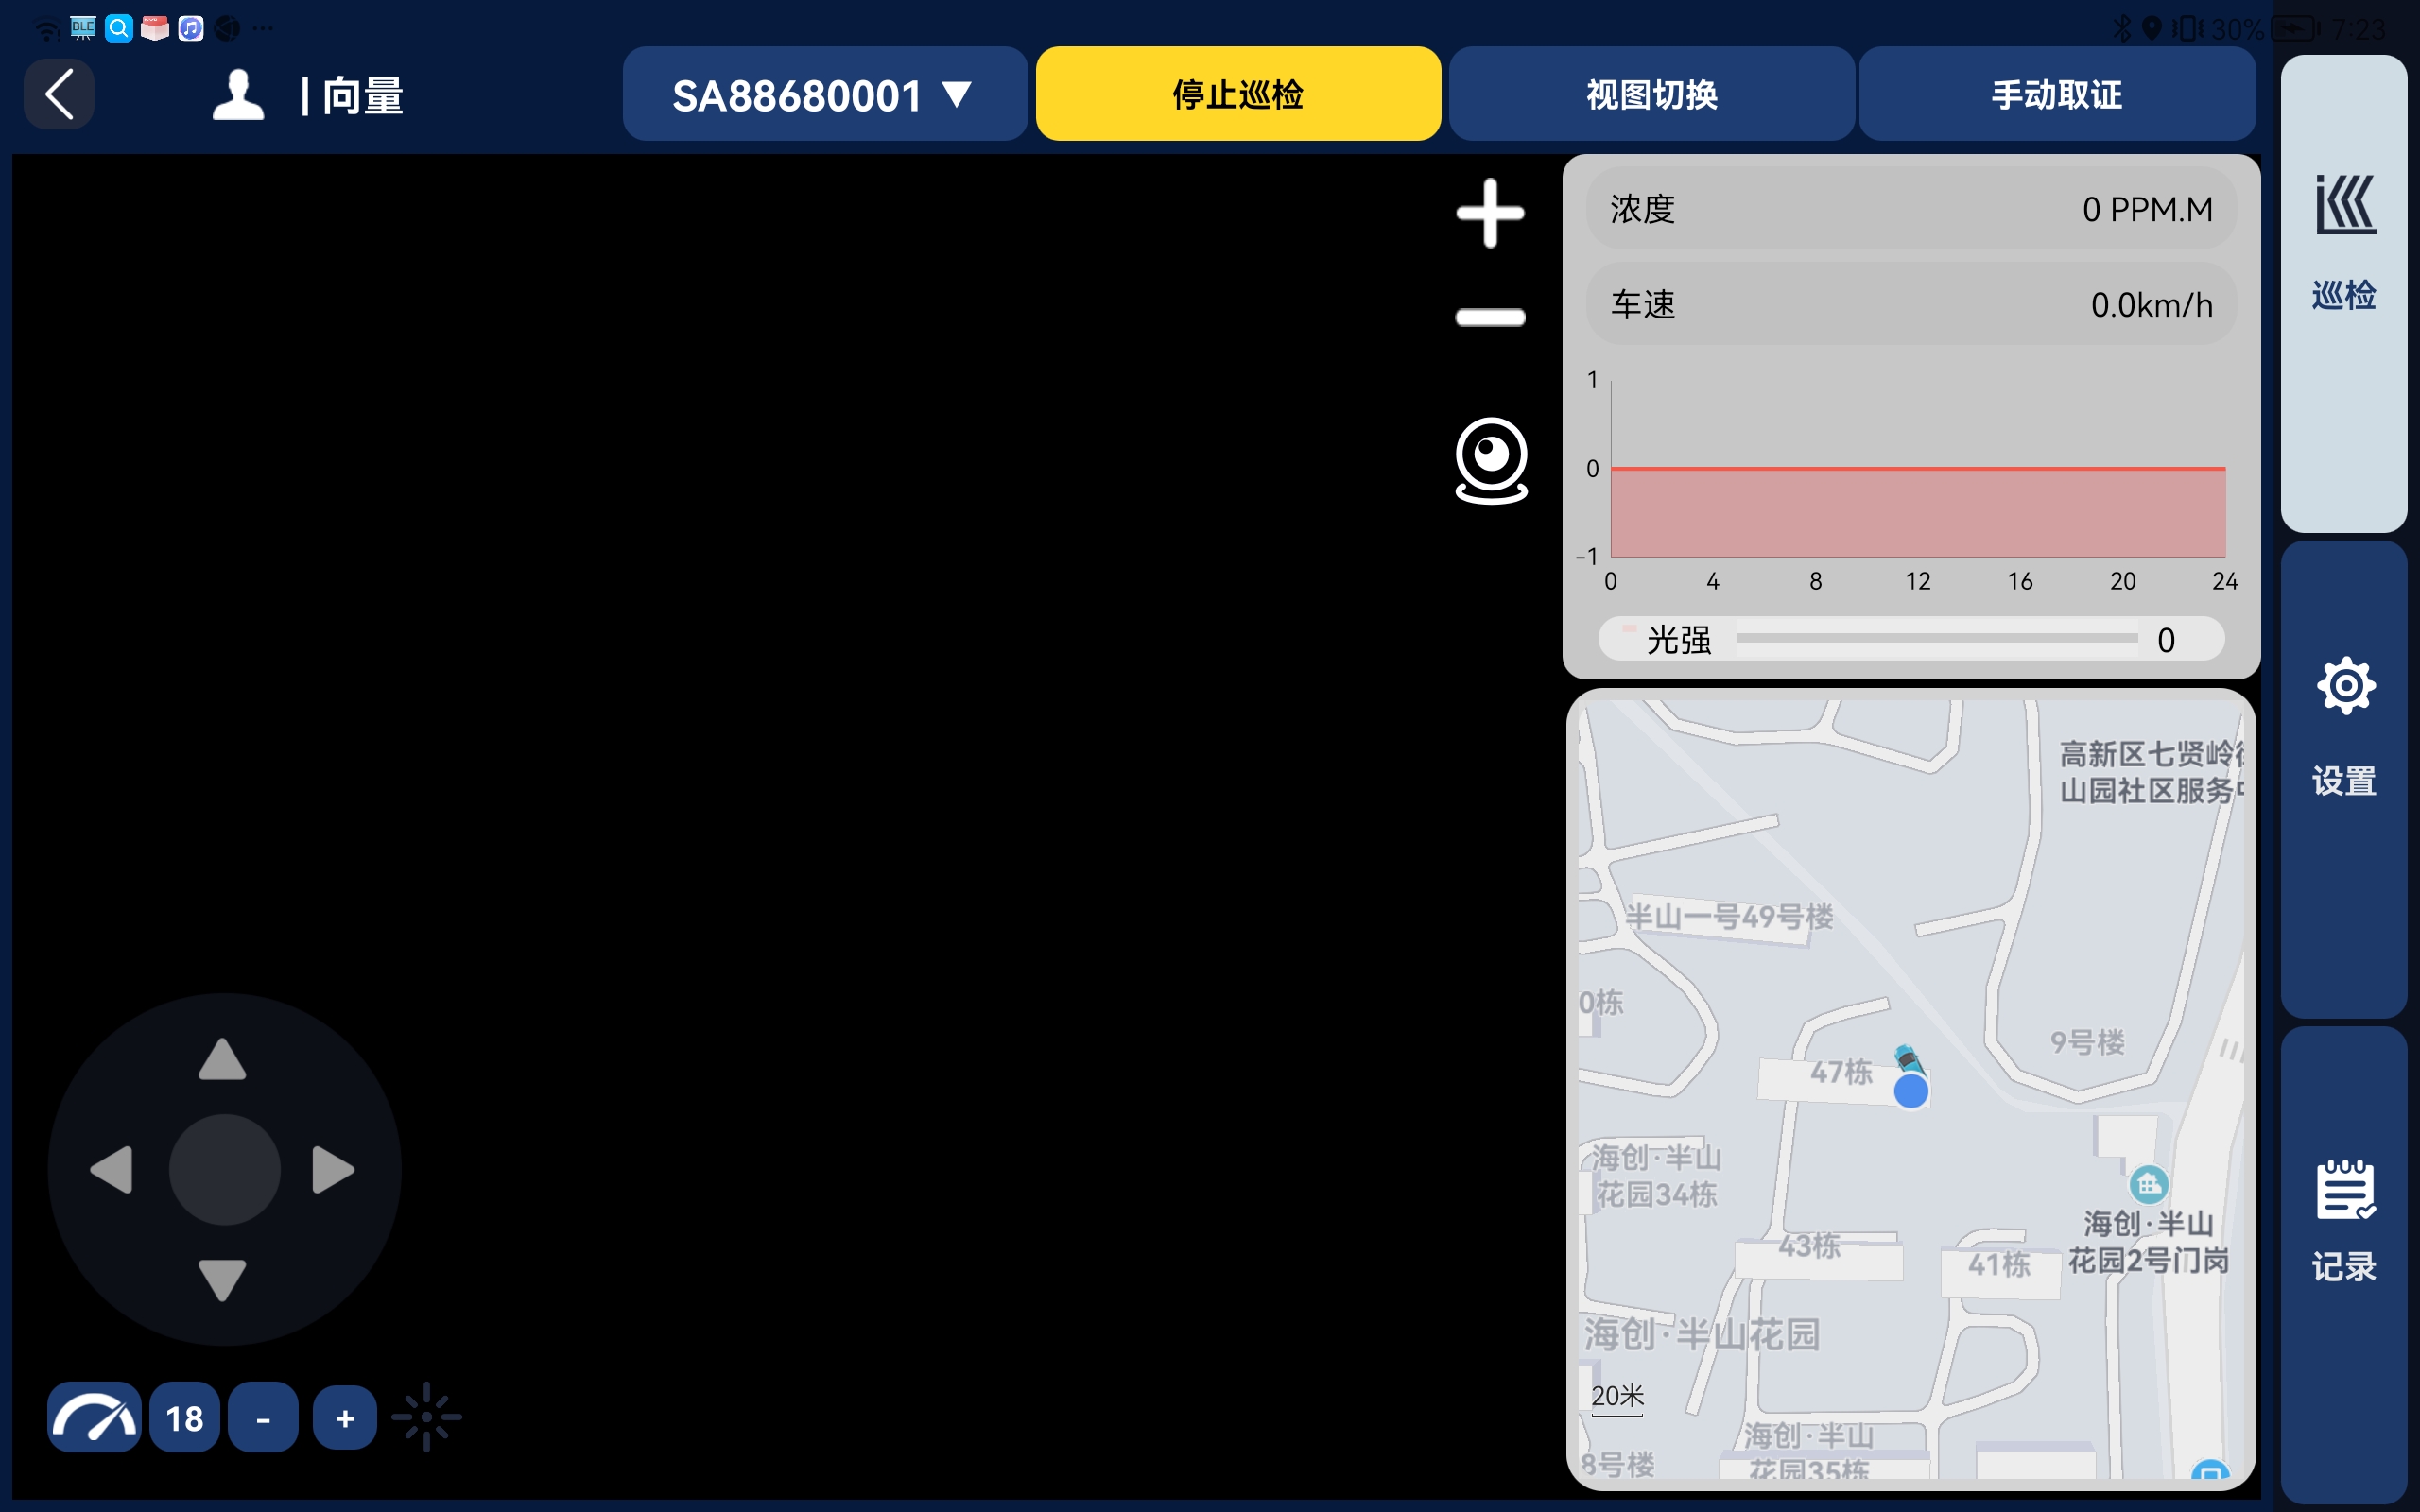 BLE
30%
7:23
| 向量
SA88680001 ▼
停止巡检
视图切换
手动取证
浓度
0 PPM.M
车速
0.0km/h
1
0
-1
0 4 8 12 16 20 24
光强
0
巡检
设置
记录
高新区七贤岭
山园社区服务
半山一号49号楼
0栋
9号楼
47栋
海创·半山
花园34栋
43栋
41栋
海创·半山
花园2号门岗
海创·半山花园
20米
海创·半山
花园35栋
8号楼
18
-
+